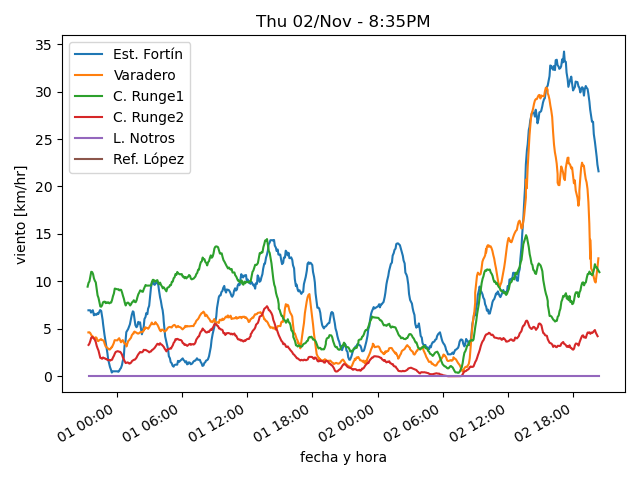 Thu 02/Nov - 8:35PM
Est. Fortín
Varadero
C. Runge1
C. Runge2
L. Notros
Ref. López
viento [km/hr]
35
30
25
20
15
10
5
0
01 00:00
01 06:00
01 12:00
01 18:00
02 00:00
02 06:00
02 12:00
02 18:00
fecha y hora